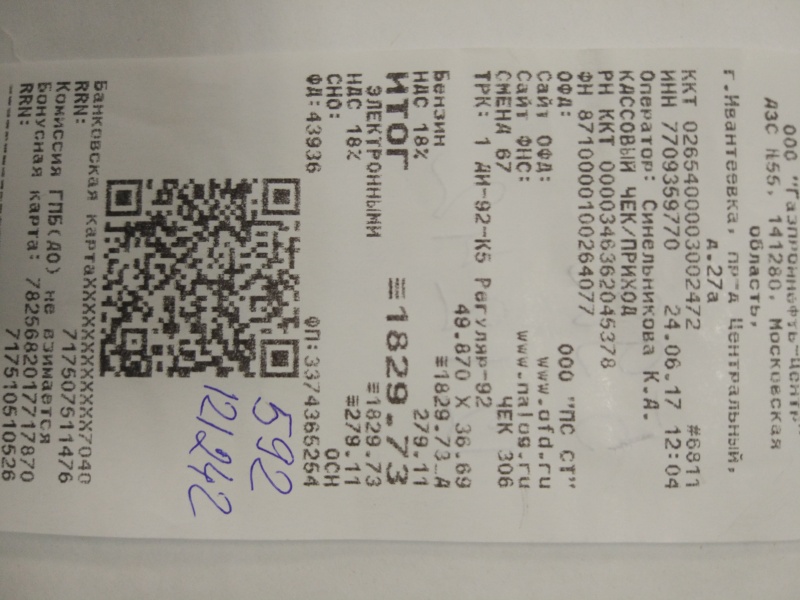 ООО "Газпромнефть-Центр"
АЗС №55, 141280, Московская
область,
г.Ивантеевка, пр-д Центральный,
д.27а
ККТ 0265400003002472 #6811
ИНН 7709359770 24.06.17 12:04
Оператор: Синельникова К.А.
КАССОВЫЙ ЧЕК/ПРИХОД
РН ККТ 0000346362045378
ФН 8710000100264077
ОФД: ООО "ПС СТ"
Сайт ОФД: www.ofd.ru
Сайт ФНС: www.nalog.ru
СМЕНА 67 ЧЕК 306
ТРК: 1 АИ-92-К5 Регуляр-92
49.870 X 36.69
Бензин ≡1829.73_А
НДС 18% 279.11
ИТОГ ≡1829.73
ЭЛЕКТРОННЫМИ ≡1829.73
НДС 18% ≡279.11
СНО: ОСН
ФД:43936 ФП:3374365254
592
121242
Банковская картаXXXXXXXXXXXX7040
RRN: 717507511476
Комиссия ГПБ(АО) не взимается
Бонусная карта: 7825682017717870
RRN: 717510510526